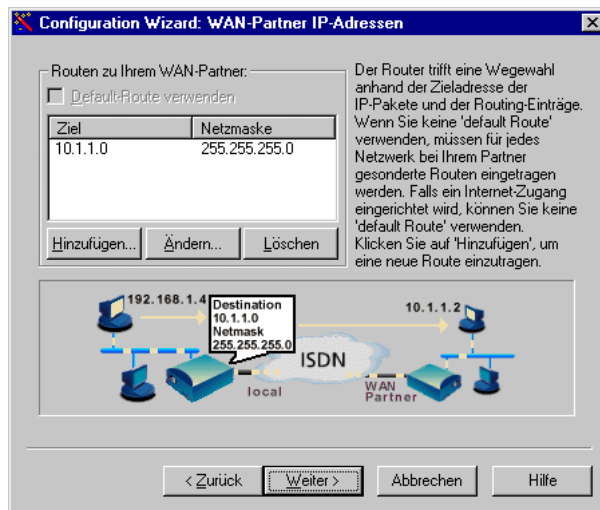 Configuration Wizard: WAN-Partner IP-Adressen
Routen zu Ihrem WAN-Partner:
Default-Route verwenden
Ziel Netzmaske
10.1.1.0 255.255.255.0
Hinzufügen... Ändern... Löschen
Der Router trifft eine Wegewahl
anhand der Zieladresse der
IP-Pakete und der Routing-Einträge.
Wenn Sie keine 'default Route'
verwenden, müssen für jedes
Netzwerk bei Ihrem Partner
gesonderte Routen eingetragen
werden. Falls ein Internet-Zugang
eingerichtet wird, können Sie keine
'default Route' verwenden.
Klicken Sie auf 'Hinzufügen', um
eine neue Route einzutragen.
192.168.1.4
Destination
10.1.1.0
Netmask
255.255.255.0
10.1.1.2
ISDN
local
WAN
Partner
< Zurück Weiter > Abbrechen Hilfe